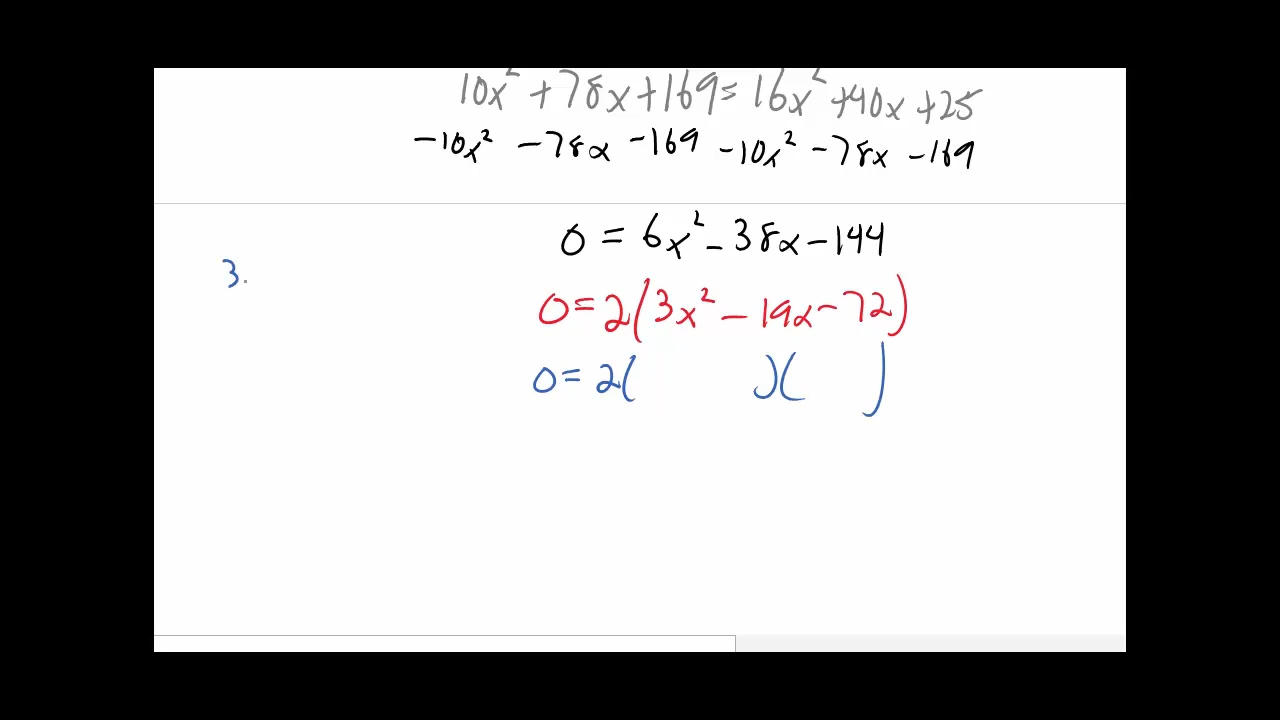 10x² + 78x + 169 = 16x² + 40x + 25
-10x² - 78x - 169 - 10x² - 78x - 169
0 = 6x² - 38x - 144
3.
0 = 2(3x² - 19x - 72)
0 = 2( )( )